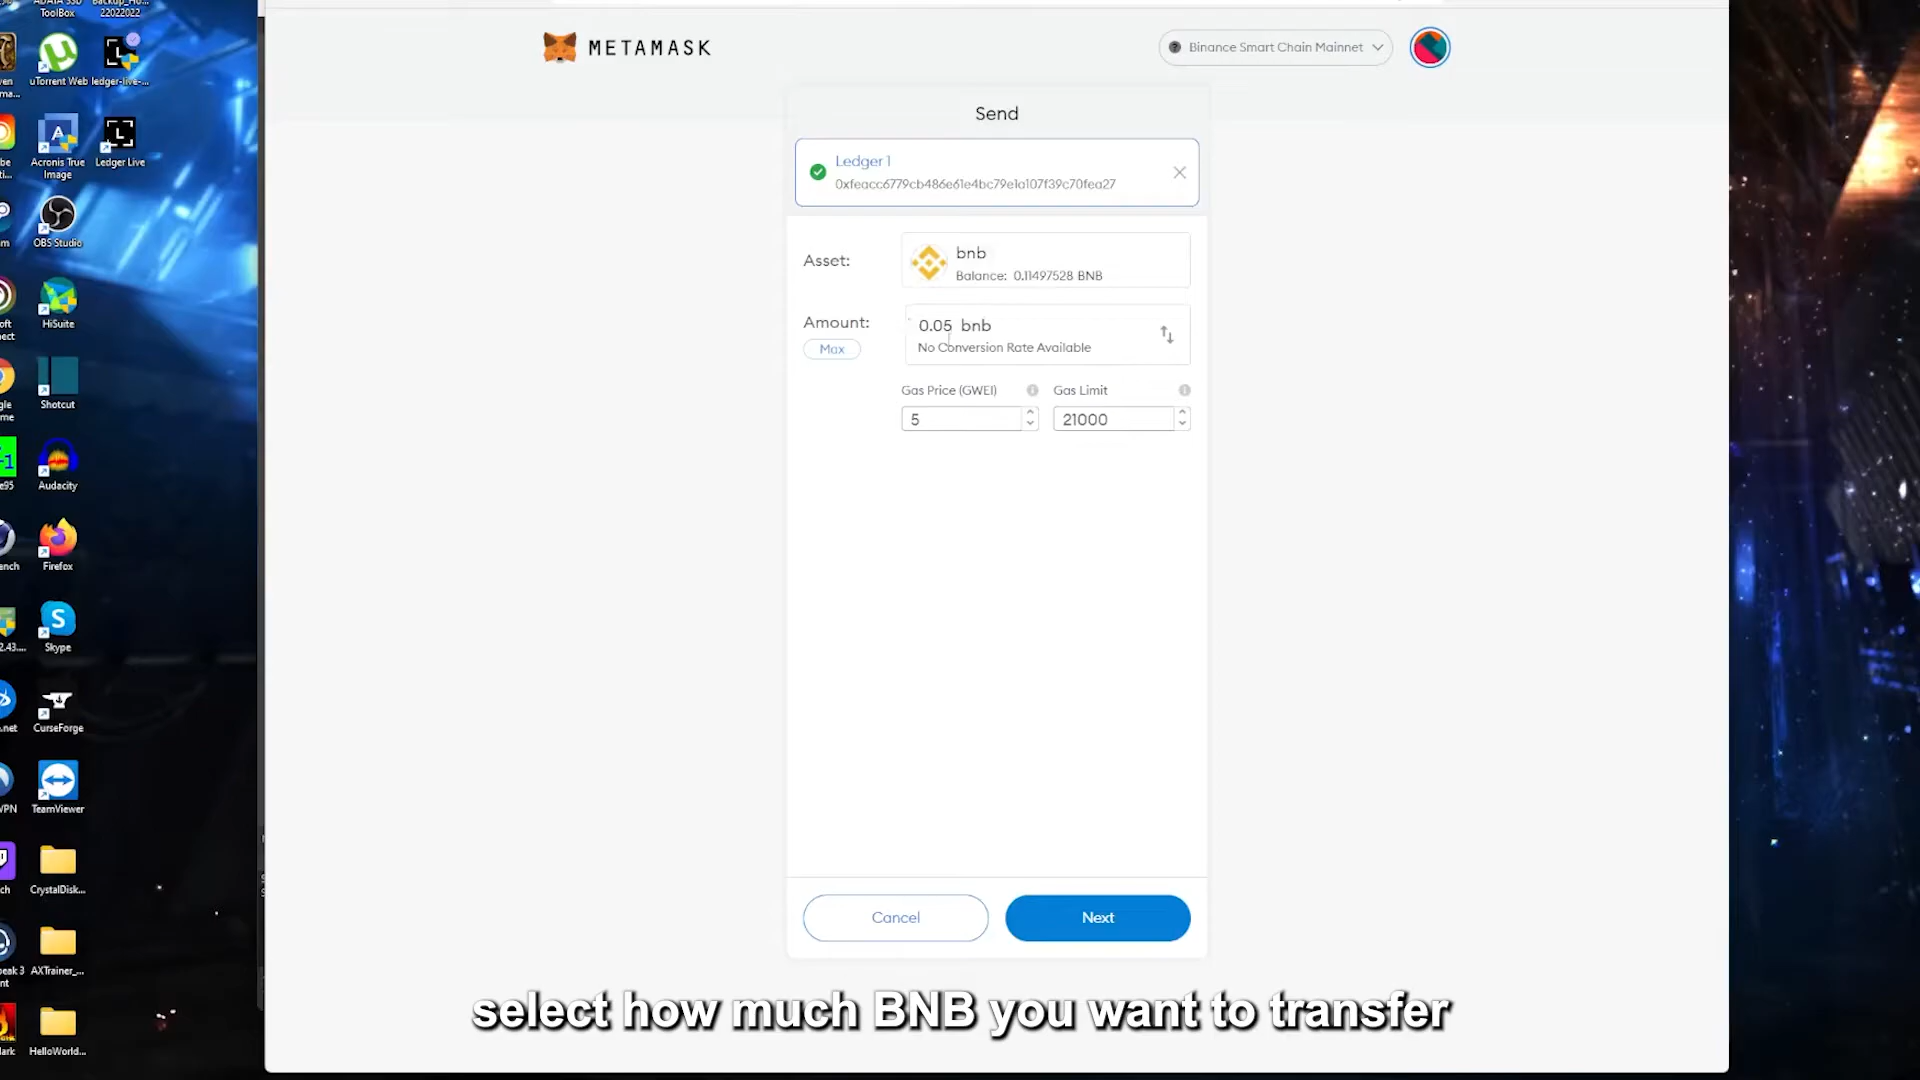 ToolBox
22022022
uTorrent Web
ledger-live-...
Acronis True
Image
Ledger Live
OBS Studio
HiSuite
Shotcut
Audacity
Firefox
Skype
CurseForge
TeamViewer
CrystalDisk...
AXTrainer_...
HelloWorld...
METAMASK
Binance Smart Chain Mainnet
Send
Ledger 1
0xfeacc6779cb486e61e4bc79e1a107f39c70fea27
Asset:
bnb
Balance: 0.11497528 BNB
Amount:
Max
0.05 bnb
No Conversion Rate Available
Gas Price (GWEI)
Gas Limit
5
21000
Cancel
Next
select how much BNB you want to transfer